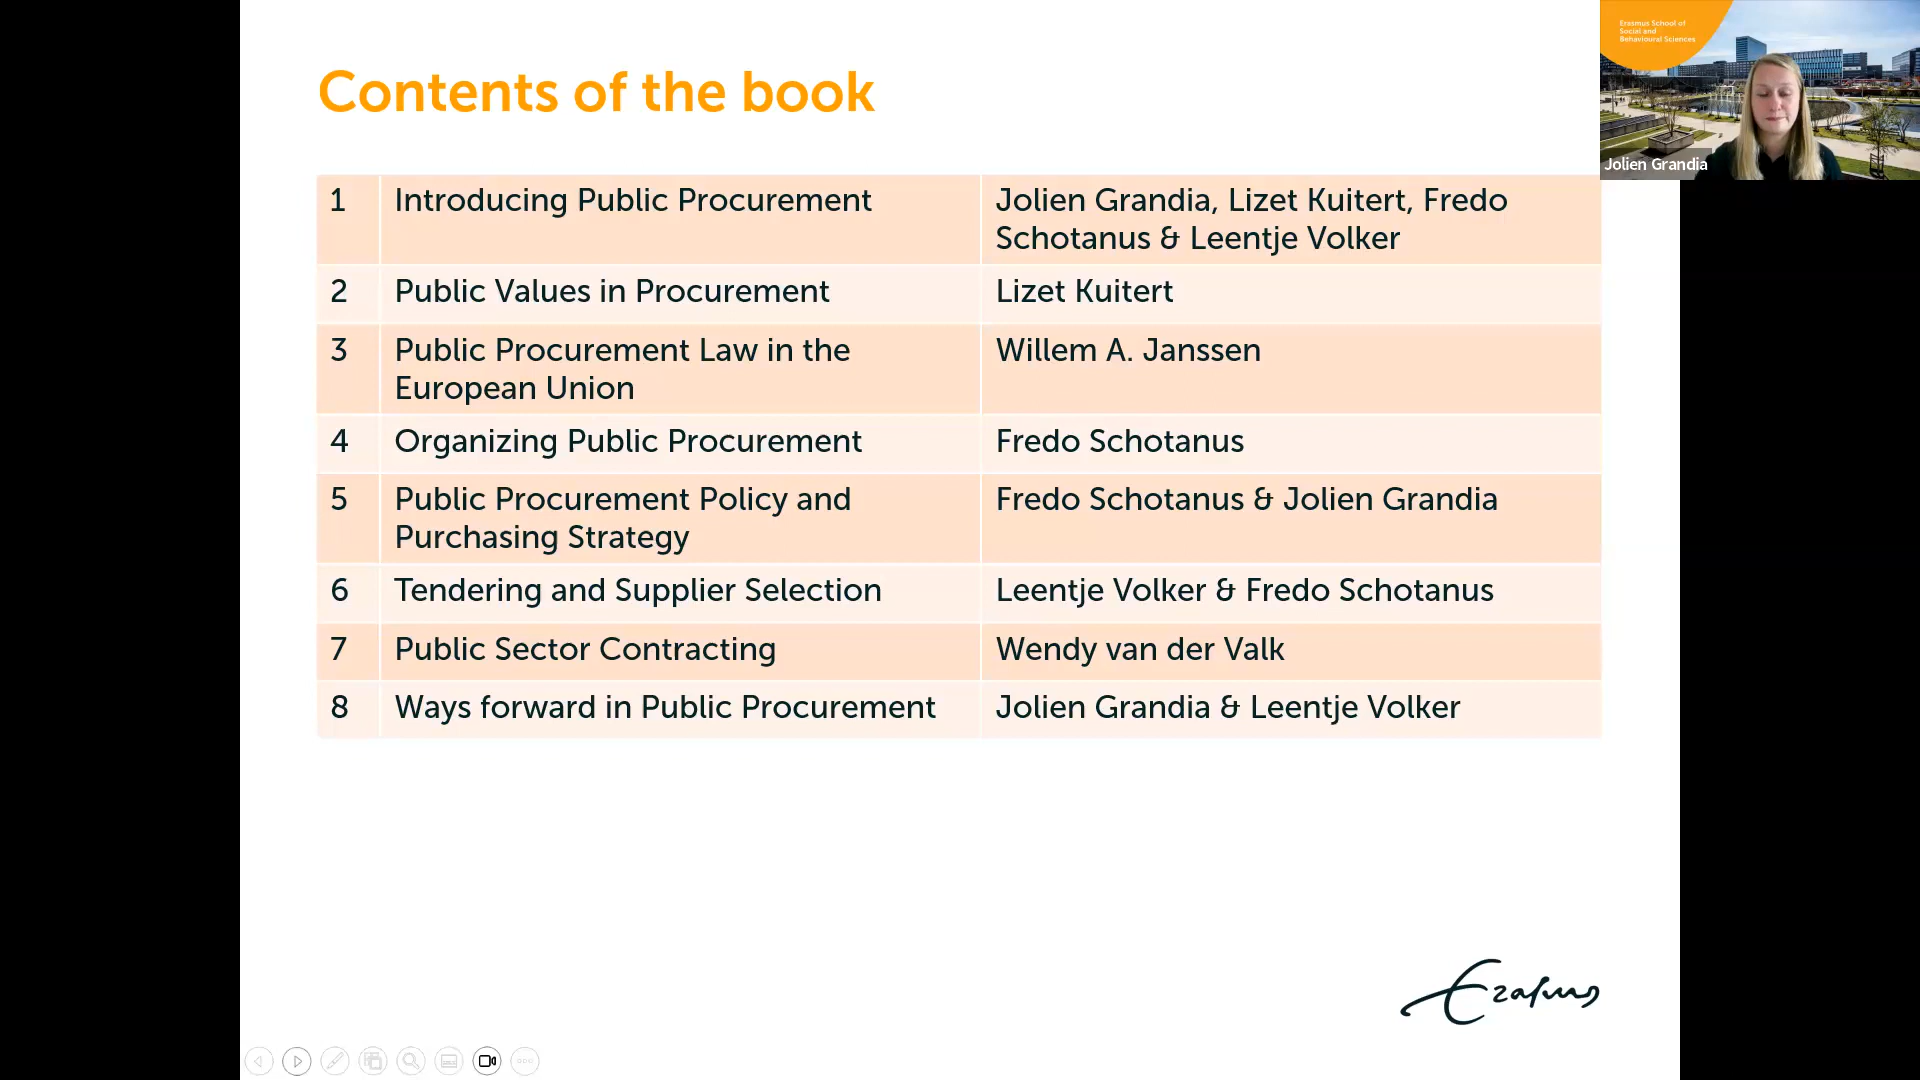 Contents of the book
Erasmus School of
Social and
Behavioural Sciences
Jolien Grandia
1 Introducing Public Procurement Jolien Grandia, Lizet Kuitert, Fredo
Schotanus & Leentje Volker
2 Public Values in Procurement Lizet Kuitert
3 Public Procurement Law in the Willem A. Janssen
European Union
4 Organizing Public Procurement Fredo Schotanus
5 Public Procurement Policy and Fredo Schotanus & Jolien Grandia
Purchasing Strategy
6 Tendering and Supplier Selection Leentje Volker & Fredo Schotanus
7 Public Sector Contracting Wendy van der Valk
8 Ways forward in Public Procurement Jolien Grandia & Leentje Volker
Erasmus